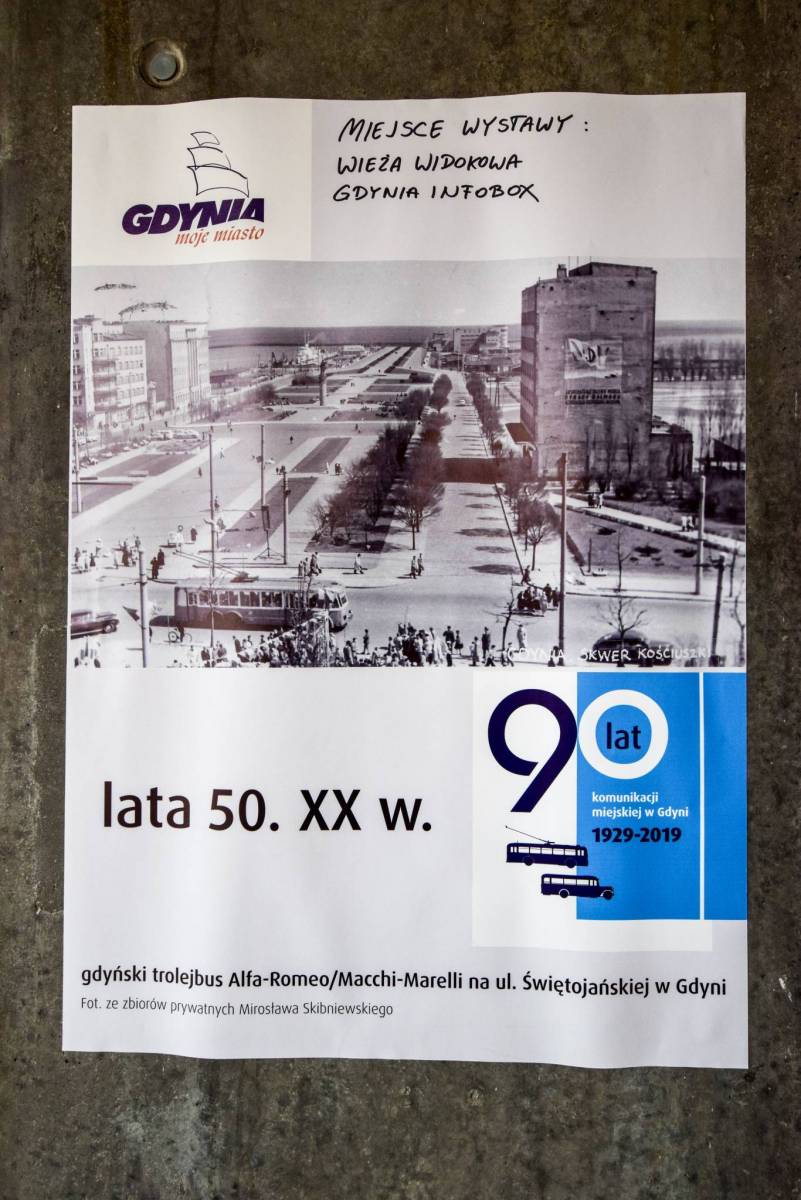 GDYNIA
moje miasto
MIEJSCE WYSTAWY :
WIEŻA WIDOKOWA
GDYNIA INFOBOX
GDYNIA. SKWER KOŚCIUSZKI
90
lat
komunikacji
miejskiej w Gdyni
1929-2019
lata 50. XX w.
gdyński trolejbus Alfa-Romeo/Macchi-Marelli na ul. Świętojańskiej w Gdyni
Fot. ze zbiorów prywatnych Mirosława Skibniewskiego